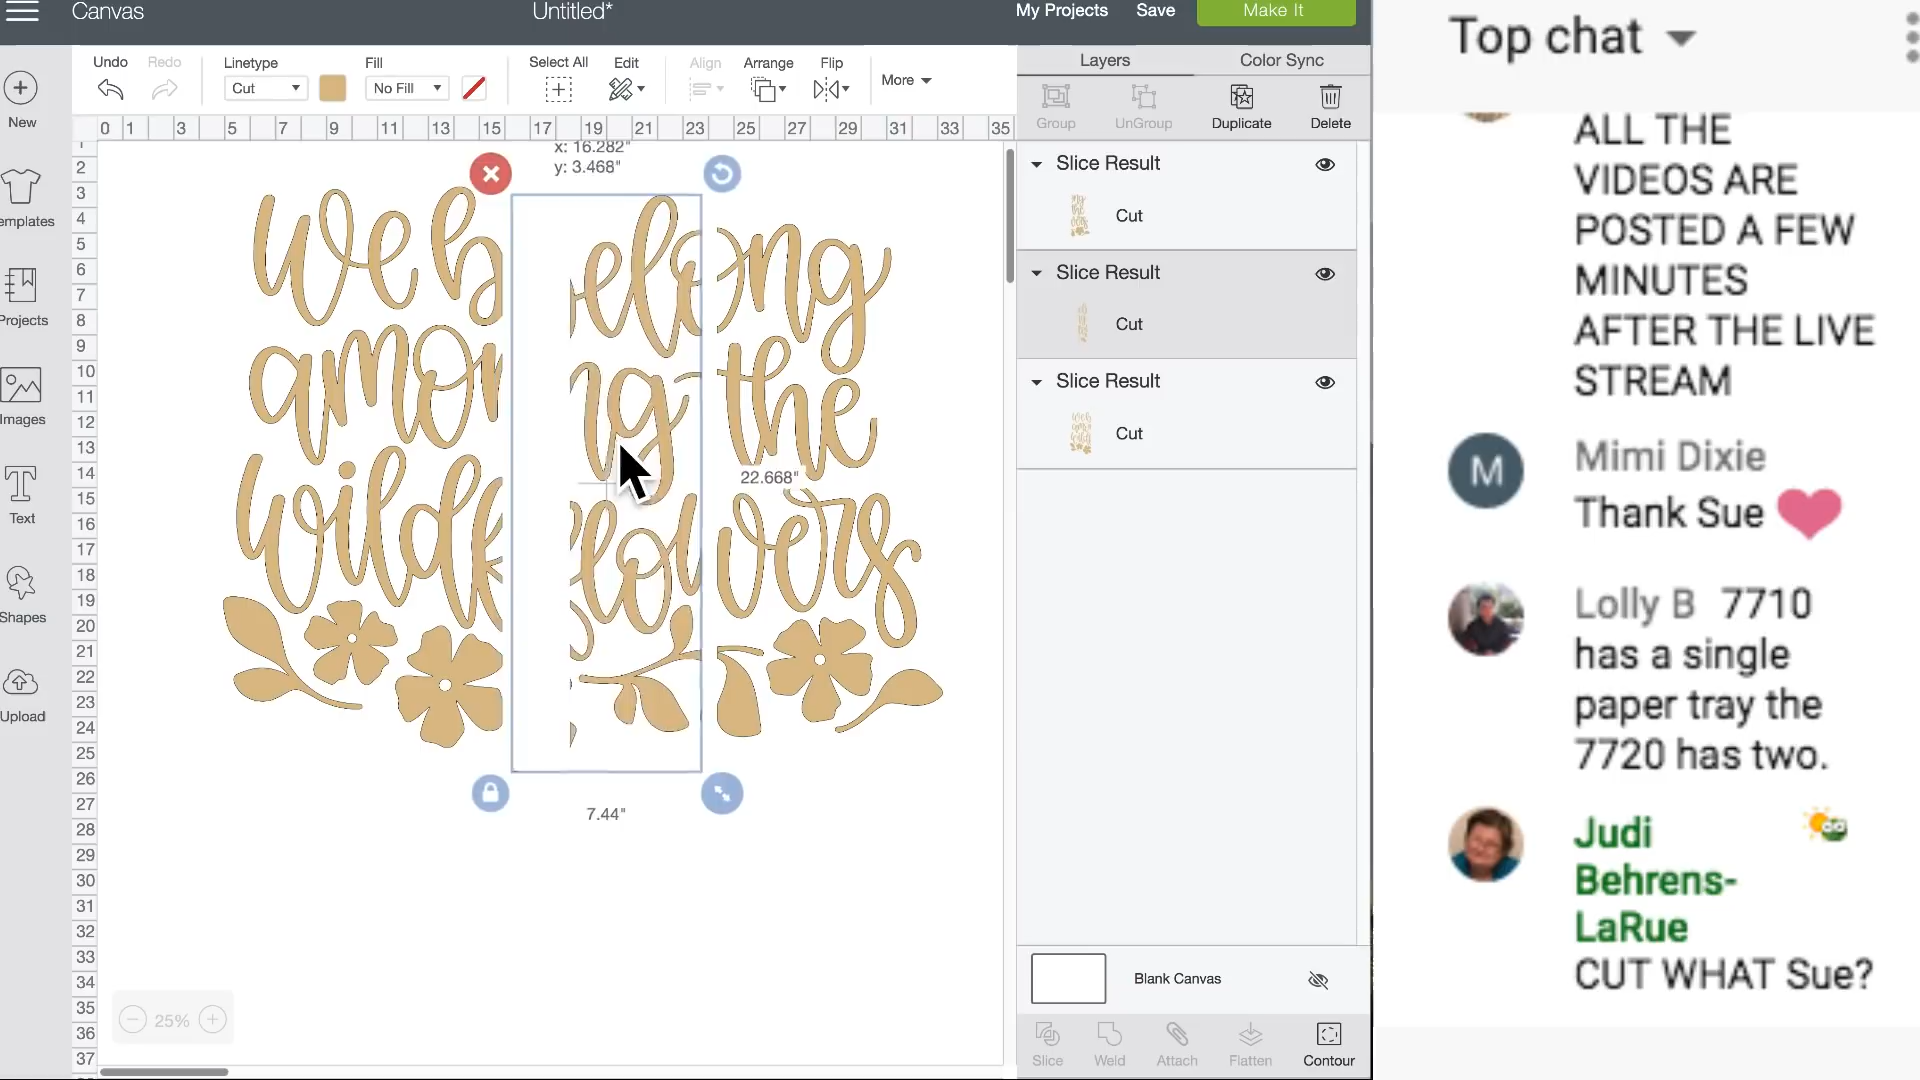 Canvas
Untitled*
My Projects
Save
Make It
Undo
Redo
Linetype
Cut
Fill
No Fill
Select All
Edit
Align
Arrange
Flip
More
Layers
Color Sync
Group
UnGroup
Duplicate
Delete
0 1 3 5 7 9 11 13 15 17 19 21 23 25 27 29 31 33 35
New
emplates
Projects
Images
Text
Shapes
Upload
1
2
3
4
5
6
7
8
9
10
11
12
13
14
15
16
17
18
19
20
21
22
23
24
25
26
27
28
29
30
31
32
33
34
35
36
37
x: 16.282"
y: 3.468"
we belong
among the
wildflowers
22.668"
7.44"
25%
Slice Result
Cut
Slice Result
Cut
Slice Result
Cut
Blank Canvas
Slice
Weld
Attach
Flatten
Contour
Top chat
ALL THE
VIDEOS ARE
POSTED A FEW
MINUTES
AFTER THE LIVE
STREAM
M
Mimi Dixie
Thank Sue
Lolly B 7710
has a single
paper tray the
7720 has two.
Judi
Behrens-
LaRue
CUT WHAT Sue?